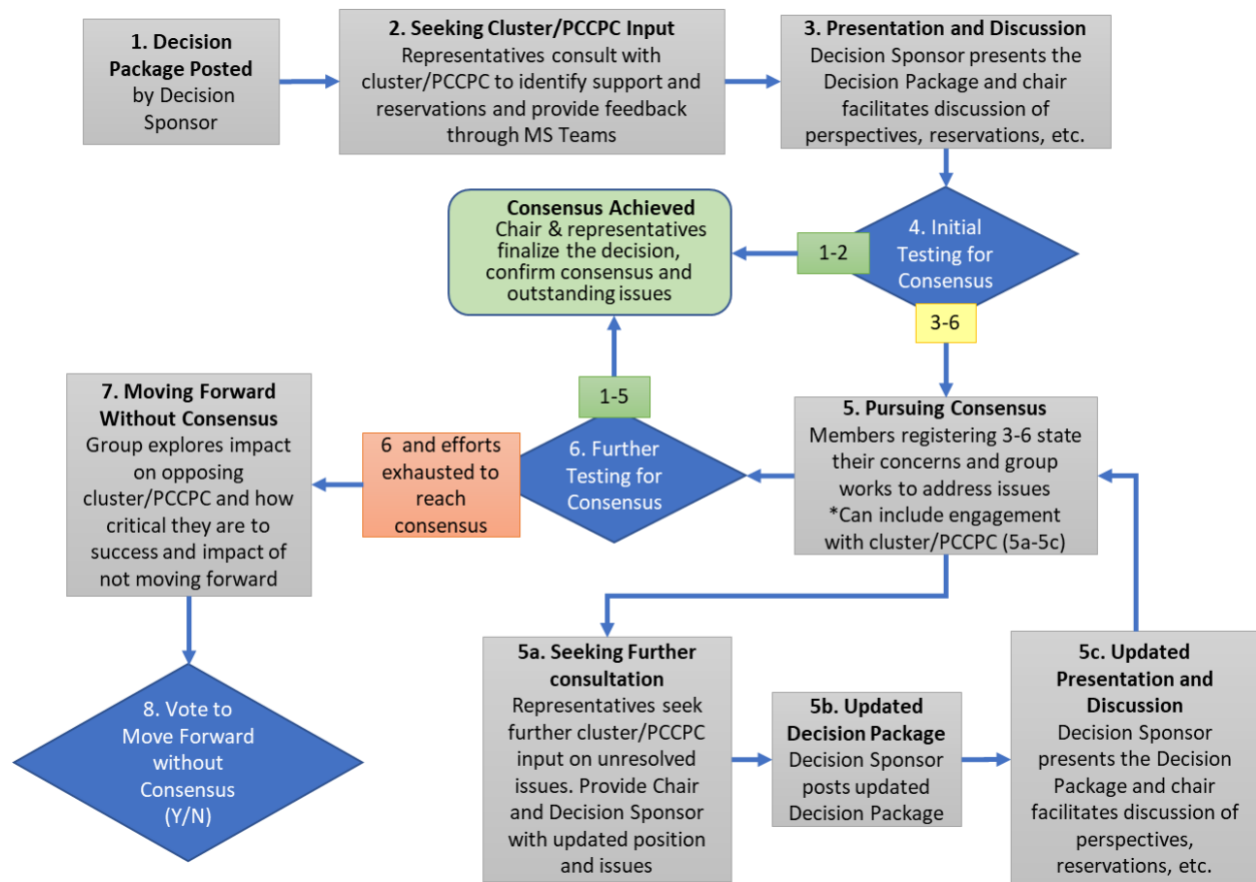 1. Decision
Package Posted
by Decision
Sponsor
2. Seeking Cluster/PCCPC Input
Representatives consult with
cluster/PCCPC to identify support and
reservations and provide feedback
through MS Teams
3. Presentation and Discussion
Decision Sponsor presents the
Decision Package and chair
facilitates discussion of
perspectives, reservations, etc.
Consensus Achieved
Chair & representatives
finalize the decision,
confirm consensus and
outstanding issues
1-2
4. Initial
Testing for
Consensus
3-6
7. Moving Forward
Without Consensus
Group explores impact
on opposing
cluster/PCCPC and how
critical they are to
success and impact of
not moving forward
6 and efforts
exhausted to
reach
consensus
1-5
6. Further
Testing for
Consensus
5. Pursuing Consensus
Members registering 3-6 state
their concerns and group
works to address issues
*Can include engagement
with cluster/PCCPC (5a-5c)
8. Vote to
Move Forward
without
Consensus
(Y/N)
5a. Seeking Further
consultation
Representatives seek
further cluster/PCCPC
input on unresolved
issues. Provide Chair
and Decision Sponsor
with updated position
and issues
5b. Updated
Decision Package
Decision Sponsor
posts updated
Decision Package
5c. Updated
Presentation and
Discussion
Decision Sponsor
presents the Decision
Package and chair
facilitates discussion of
perspectives,
reservations, etc.